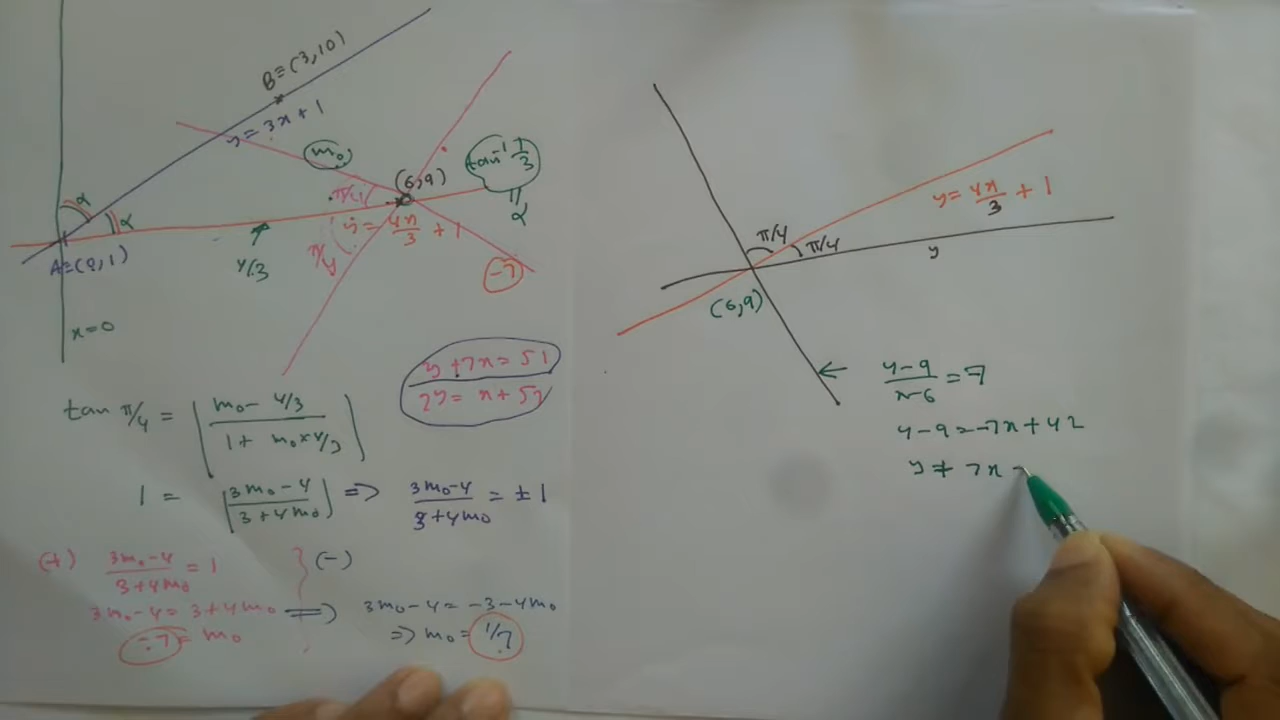 B≡(3,10)
y=3x+1
m₀
(6,9)
tan⁻¹ 1/3
α
α
α
π/4
y=4x/3+1
π/4
A≡(0,1)
4/3
-7
x=0
y+7x=51
7y=x+57
tan π/4 = |(m₀-4/3)/(1+m₀×4/3)|
1 = |(3m₀-4)/(3+4m₀)| => (3m₀-4)/(3+4m₀) = ±1
(+) (3m₀-4)/(3+4m₀) = 1
3m₀-4=3+4m₀ =>
-7=m₀
(-)
3m₀-4=-3-4m₀
=> m₀=1/7
y=4x/3+1
π/4
π/4
y
(6,9)
(y-9)/(x-6)=7
y-9=-7x+42
y+7x